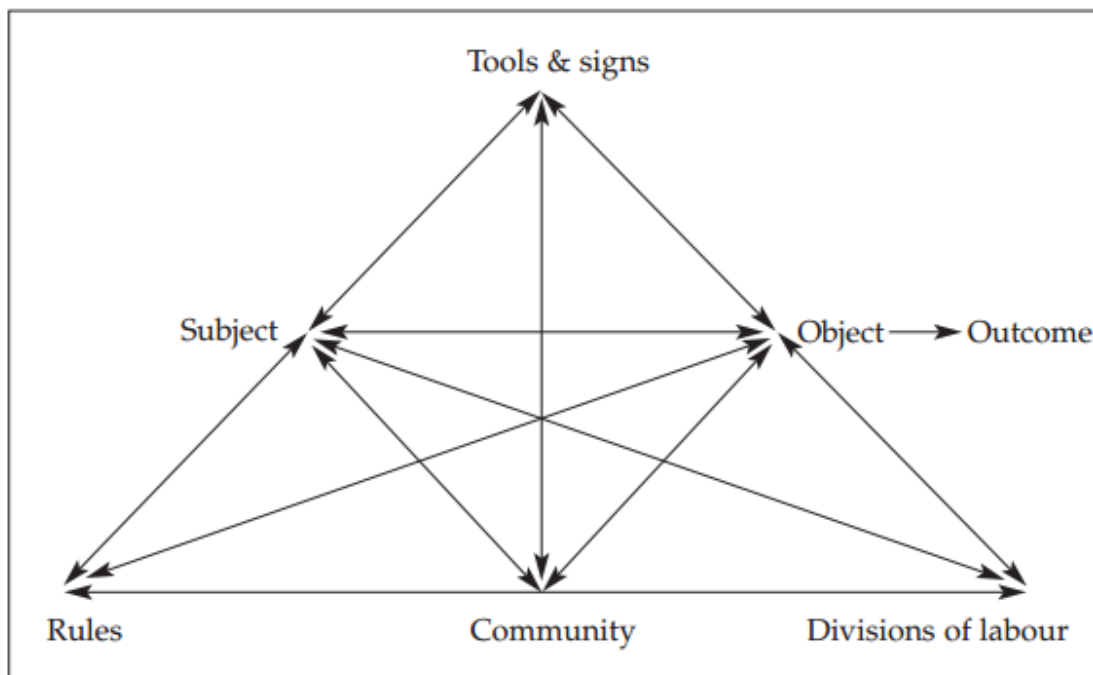 Tools & signs
Subject
Object
Outcome
Rules
Community
Divisions of labour